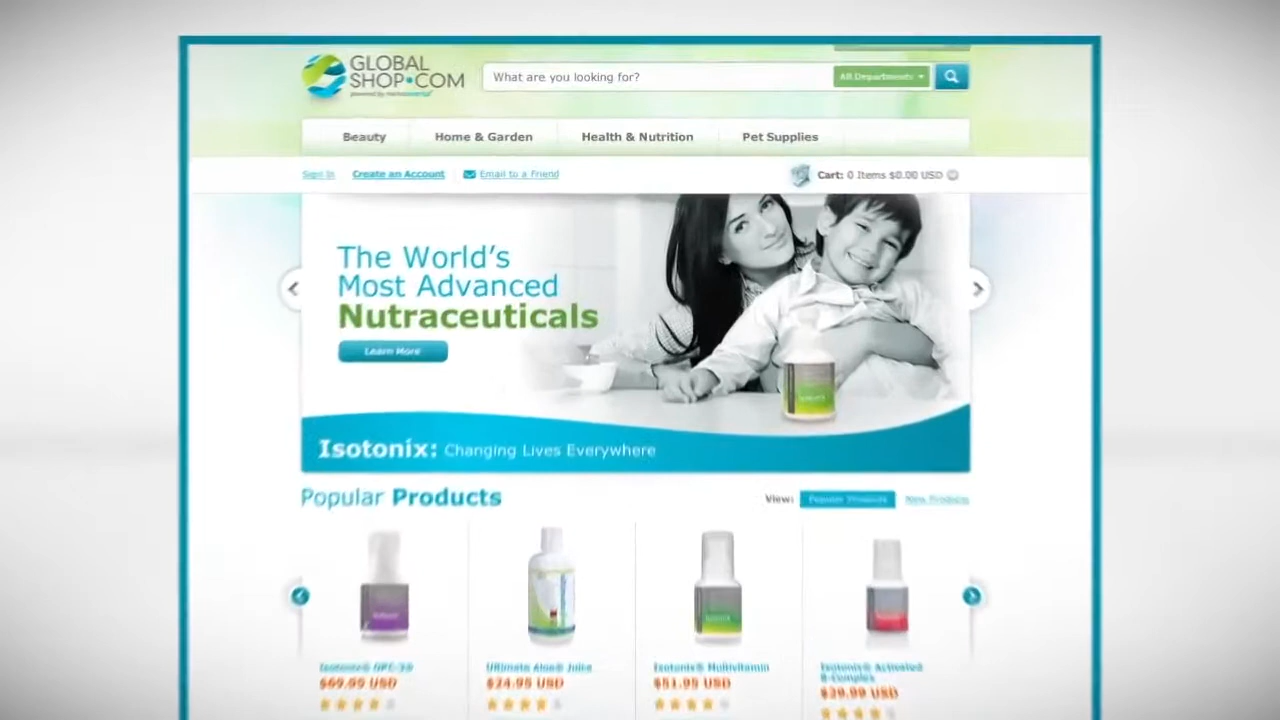 GLOBAL
SHOP.COM
What are you looking for?
All Departments
Beauty
Home & Garden
Health & Nutrition
Pet Supplies
Sign In
Create an Account
Email to a Friend
Cart: 0 Items $0.00 USD
The World's
Most Advanced
Nutraceuticals
Learn More
Isotonix: Changing Lives Everywhere
Popular Products
View:
Popular Products
New Products
Isotonix® OPC-3®
$69.95 USD
Ultimate Aloe® Juice
$24.95 USD
Isotonix® Multivitamin
$51.95 USD
Isotonix® Activated
B-Complex
$29.99 USD